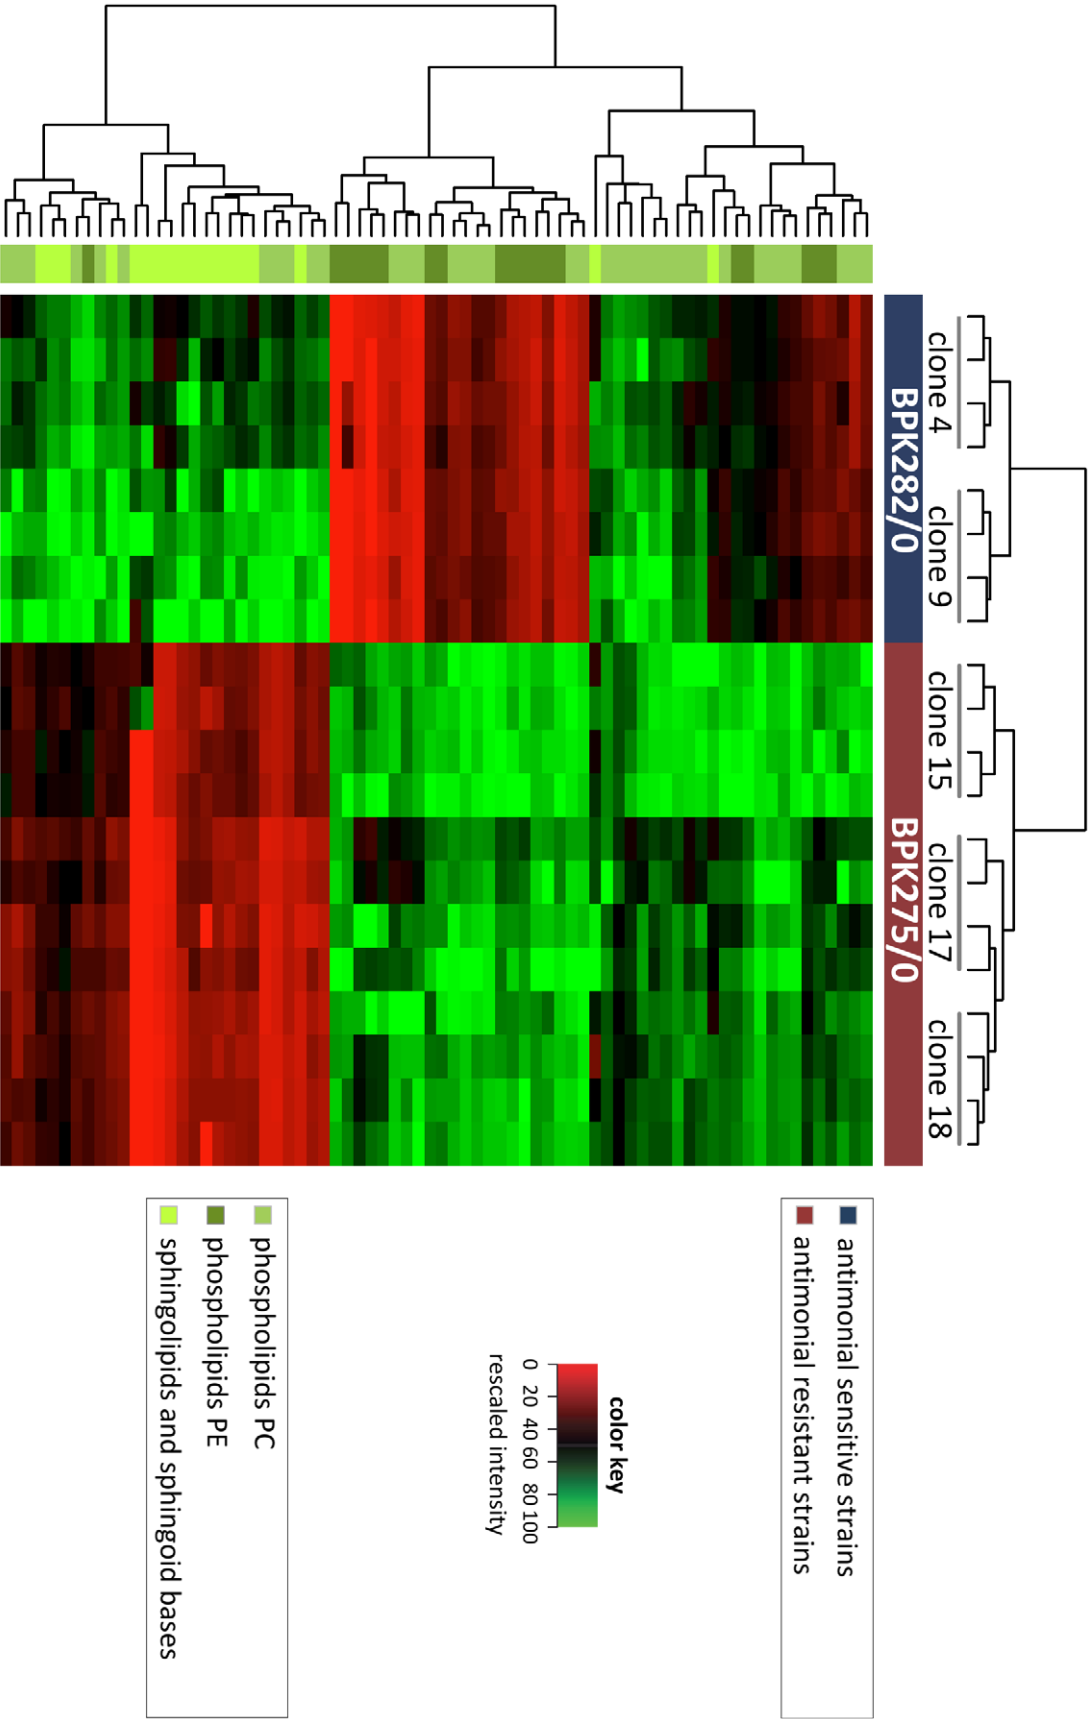 BPK282/0
BPK275/0
clone 4
clone 9
clone 15
clone 17
clone 18
antimonial sensitive strains
antimonial resistant strains
color key
0 20 40 60 80 100
rescaled intensity
phospholipids PC
phospholipids PE
sphingolipids and sphingoid bases